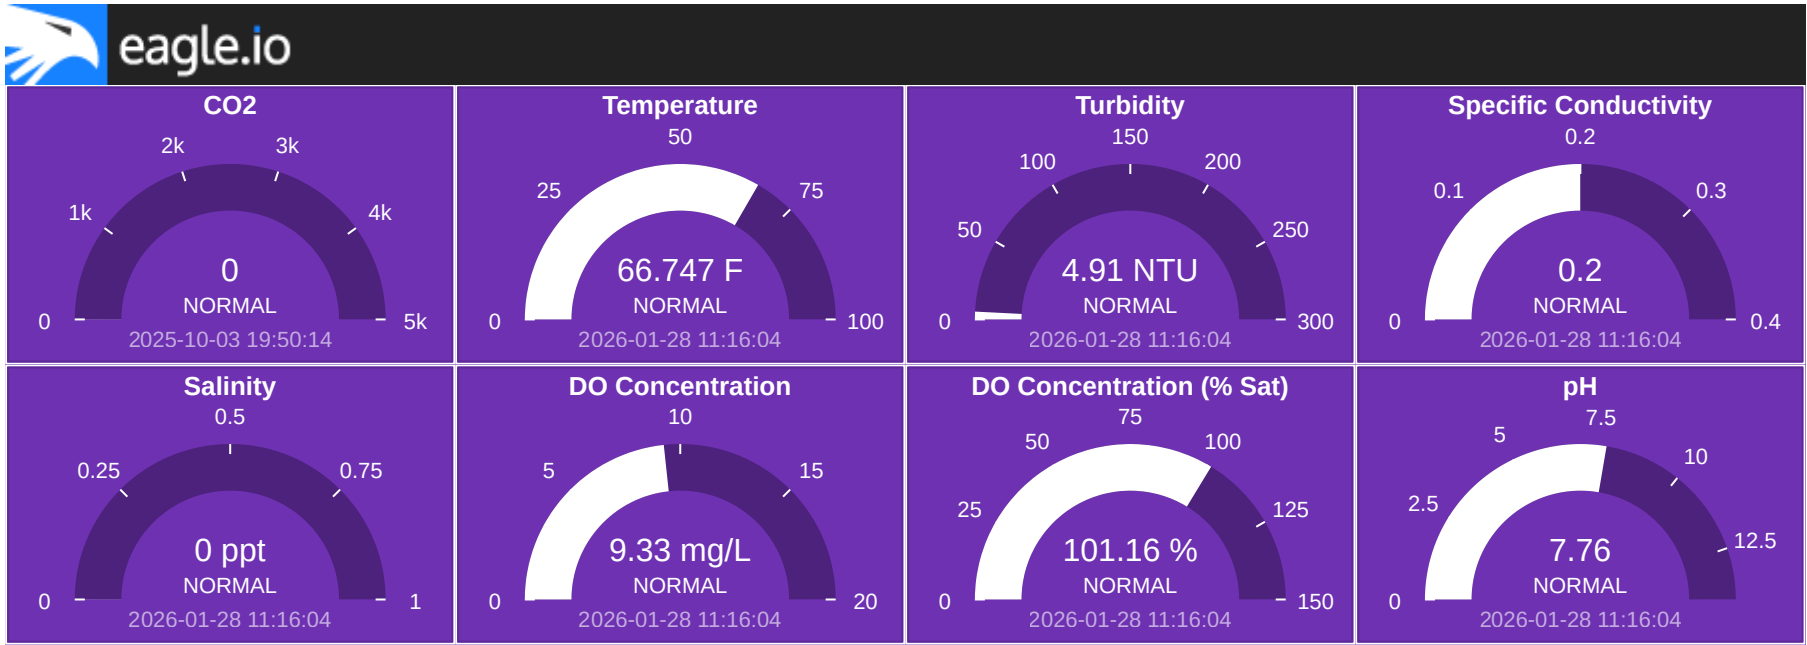 eagle.io
CO2
2k
3k
1k
4k
0
NORMAL
0
5k
2025-10-03 19:50:14
Temperature
50
25
75
66.747 F
NORMAL
0
100
2026-01-28 11:16:04
Turbidity
150
100
200
50
250
4.91 NTU
NORMAL
0
300
2026-01-28 11:16:04
Specific Conductivity
0.2
0.1
0.3
0.2
NORMAL
0
0.4
2026-01-28 11:16:04
Salinity
0.5
0.25
0.75
0 ppt
NORMAL
0
1
2026-01-28 11:16:04
DO Concentration
10
5
15
9.33 mg/L
NORMAL
0
20
2026-01-28 11:16:04
DO Concentration (% Sat)
75
50
100
25
125
101.16 %
NORMAL
0
150
2026-01-28 11:16:04
pH
7.5
5
10
2.5
12.5
7.76
NORMAL
0
2026-01-28 11:16:04